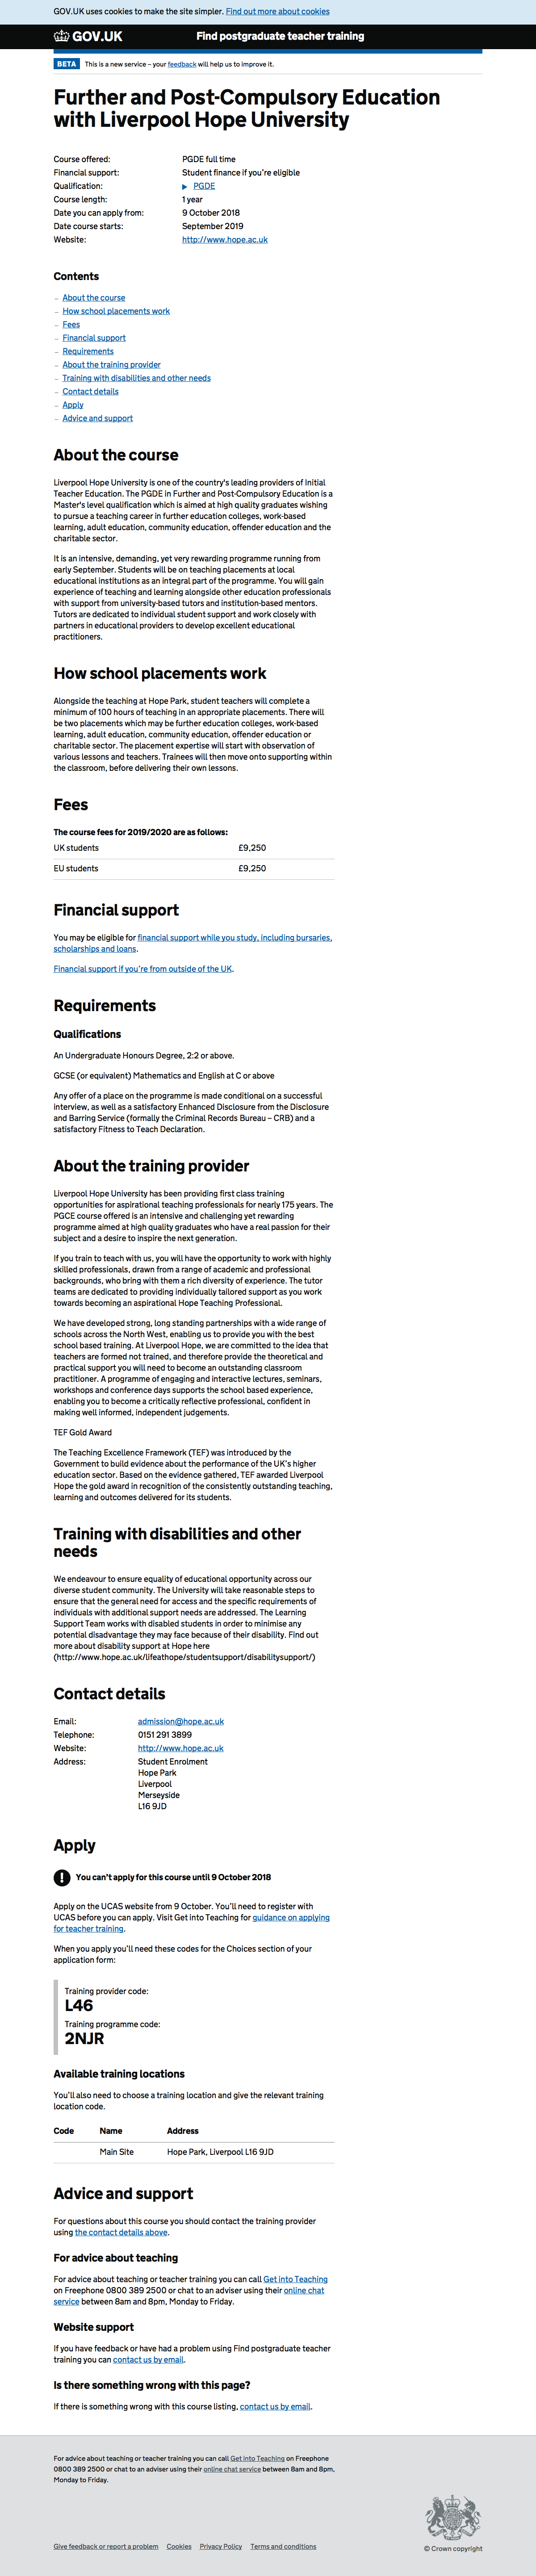 GOV.UK uses cookies to make the site simpler. Find out more about cookies
GOV.UK
Find postgraduate teacher training
BETA This is a new service – your feedback will help us to improve it.
Further and Post-Compulsory Education
with Liverpool Hope University
Course offered: PGDE full time
Financial support: Student finance if you're eligible
Qualification: PGDE
Course length: 1 year
Date you can apply from: 9 October 2018
Date course starts: September 2019
Website: http://www.hope.ac.uk
Contents
– About the course
– How school placements work
– Fees
– Financial support
– Requirements
– About the training provider
– Training with disabilities and other needs
– Contact details
– Apply
– Advice and support
About the course
Liverpool Hope University is one of the country's leading providers of Initial
Teacher Education. The PGDE in Further and Post-Compulsory Education is a
Master's level qualification which is aimed at high quality graduates wishing
to pursue a teaching career in further education colleges, work-based
learning, adult education, community education, offender education and the
charitable sector.
It is an intensive, demanding, yet very rewarding programme running from
early September. Students will be on teaching placements at local
educational institutions as an integral part of the programme. You will gain
experience of teaching and learning alongside other education professionals
with support from university-based tutors and institution-based mentors.
Tutors are dedicated to individual student support and work closely with
partners in educational providers to develop excellent educational
practitioners.
How school placements work
Alongside the teaching at Hope Park, student teachers will complete a
minimum of 100 hours of teaching in an appropriate placements. There will
be two placements which may be further education colleges, work-based
learning, adult education, community education, offender education or
charitable sector. The placement expertise will start with observation of
various lessons and teachers. Trainees will then move onto supporting within
the classroom, before delivering their own lessons.
Fees
The course fees for 2019/2020 are as follows:
UK students £9,250
EU students £9,250
Financial support
You may be eligible for financial support while you study, including bursaries,
scholarships and loans.
Financial support if you're from outside of the UK.
Requirements
Qualifications
An Undergraduate Honours Degree, 2:2 or above.
GCSE (or equivalent) Mathematics and English at C or above
Any offer of a place on the programme is made conditional on a successful
interview, as well as a satisfactory Enhanced Disclosure from the Disclosure
and Barring Service (formally the Criminal Records Bureau – CRB) and a
satisfactory Fitness to Teach Declaration.
About the training provider
Liverpool Hope University has been providing first class training
opportunities for aspirational teaching professionals for nearly 175 years. The
PGCE course offered is an intensive and challenging yet rewarding
programme aimed at high quality graduates who have a real passion for their
subject and a desire to inspire the next generation.
If you train to teach with us, you will have the opportunity to work with highly
skilled professionals, drawn from a range of academic and professional
backgrounds, who bring with them a rich diversity of experience. The tutor
teams are dedicated to providing individually tailored support as you work
towards becoming an aspirational Hope Teaching Professional.
We have developed strong, long standing partnerships with a wide range of
schools across the North West, enabling us to provide you with the best
school based training. At Liverpool Hope, we are committed to the idea that
teachers are formed not trained, and therefore provide the theoretical and
practical support you will need to become an outstanding classroom
practitioner. A programme of engaging and interactive lectures, seminars,
workshops and conference days supports the school based experience,
enabling you to become a critically reflective professional, confident in
making well informed, independent judgements.
TEF Gold Award
The Teaching Excellence Framework (TEF) was introduced by the
Government to build evidence about the performance of the UK's higher
education sector. Based on the evidence gathered, TEF awarded Liverpool
Hope the gold award in recognition of the consistently outstanding teaching,
learning and outcomes delivered for its students.
Training with disabilities and other
needs
We endeavour to ensure equality of educational opportunity across our
diverse student community. The University will take reasonable steps to
ensure that the general need for access and the specific requirements of
individuals with additional support needs are addressed. The Learning
Support Team works with disabled students in order to minimise any
potential disadvantage they may face because of their disability. Find out
more about disability support at Hope here
(http://www.hope.ac.uk/lifeathope/studentsupport/disabilitysupport/)
Contact details
Email: admission@hope.ac.uk
Telephone: 0151 291 3899
Website: http://www.hope.ac.uk
Address: Student Enrolment
Hope Park
Liverpool
Merseyside
L16 9JD
Apply
! You can't apply for this course until 9 October 2018
Apply on the UCAS website from 9 October. You'll need to register with
UCAS before you can apply. Visit Get into Teaching for guidance on applying
for teacher training.
When you apply you'll need these codes for the Choices section of your
application form:
Training provider code:
L46
Training programme code:
2NJR
Available training locations
You'll also need to choose a training location and give the relevant training
location code.
Code Name Address
Main Site Hope Park, Liverpool L16 9JD
Advice and support
For questions about this course you should contact the training provider
using the contact details above.
For advice about teaching
For advice about teaching or teacher training you can call Get into Teaching
on Freephone 0800 389 2500 or chat to an adviser using their online chat
service between 8am and 8pm, Monday to Friday.
Website support
If you have feedback or have had a problem using Find postgraduate teacher
training you can contact us by email.
Is there something wrong with this page?
If there is something wrong with this course listing, contact us by email.
For advice about teaching or teacher training you can call Get into Teaching on Freephone
0800 389 2500 or chat to an adviser using their online chat service between 8am and 8pm,
Monday to Friday.
Give feedback or report a problem Cookies Privacy Policy Terms and conditions
© Crown copyright